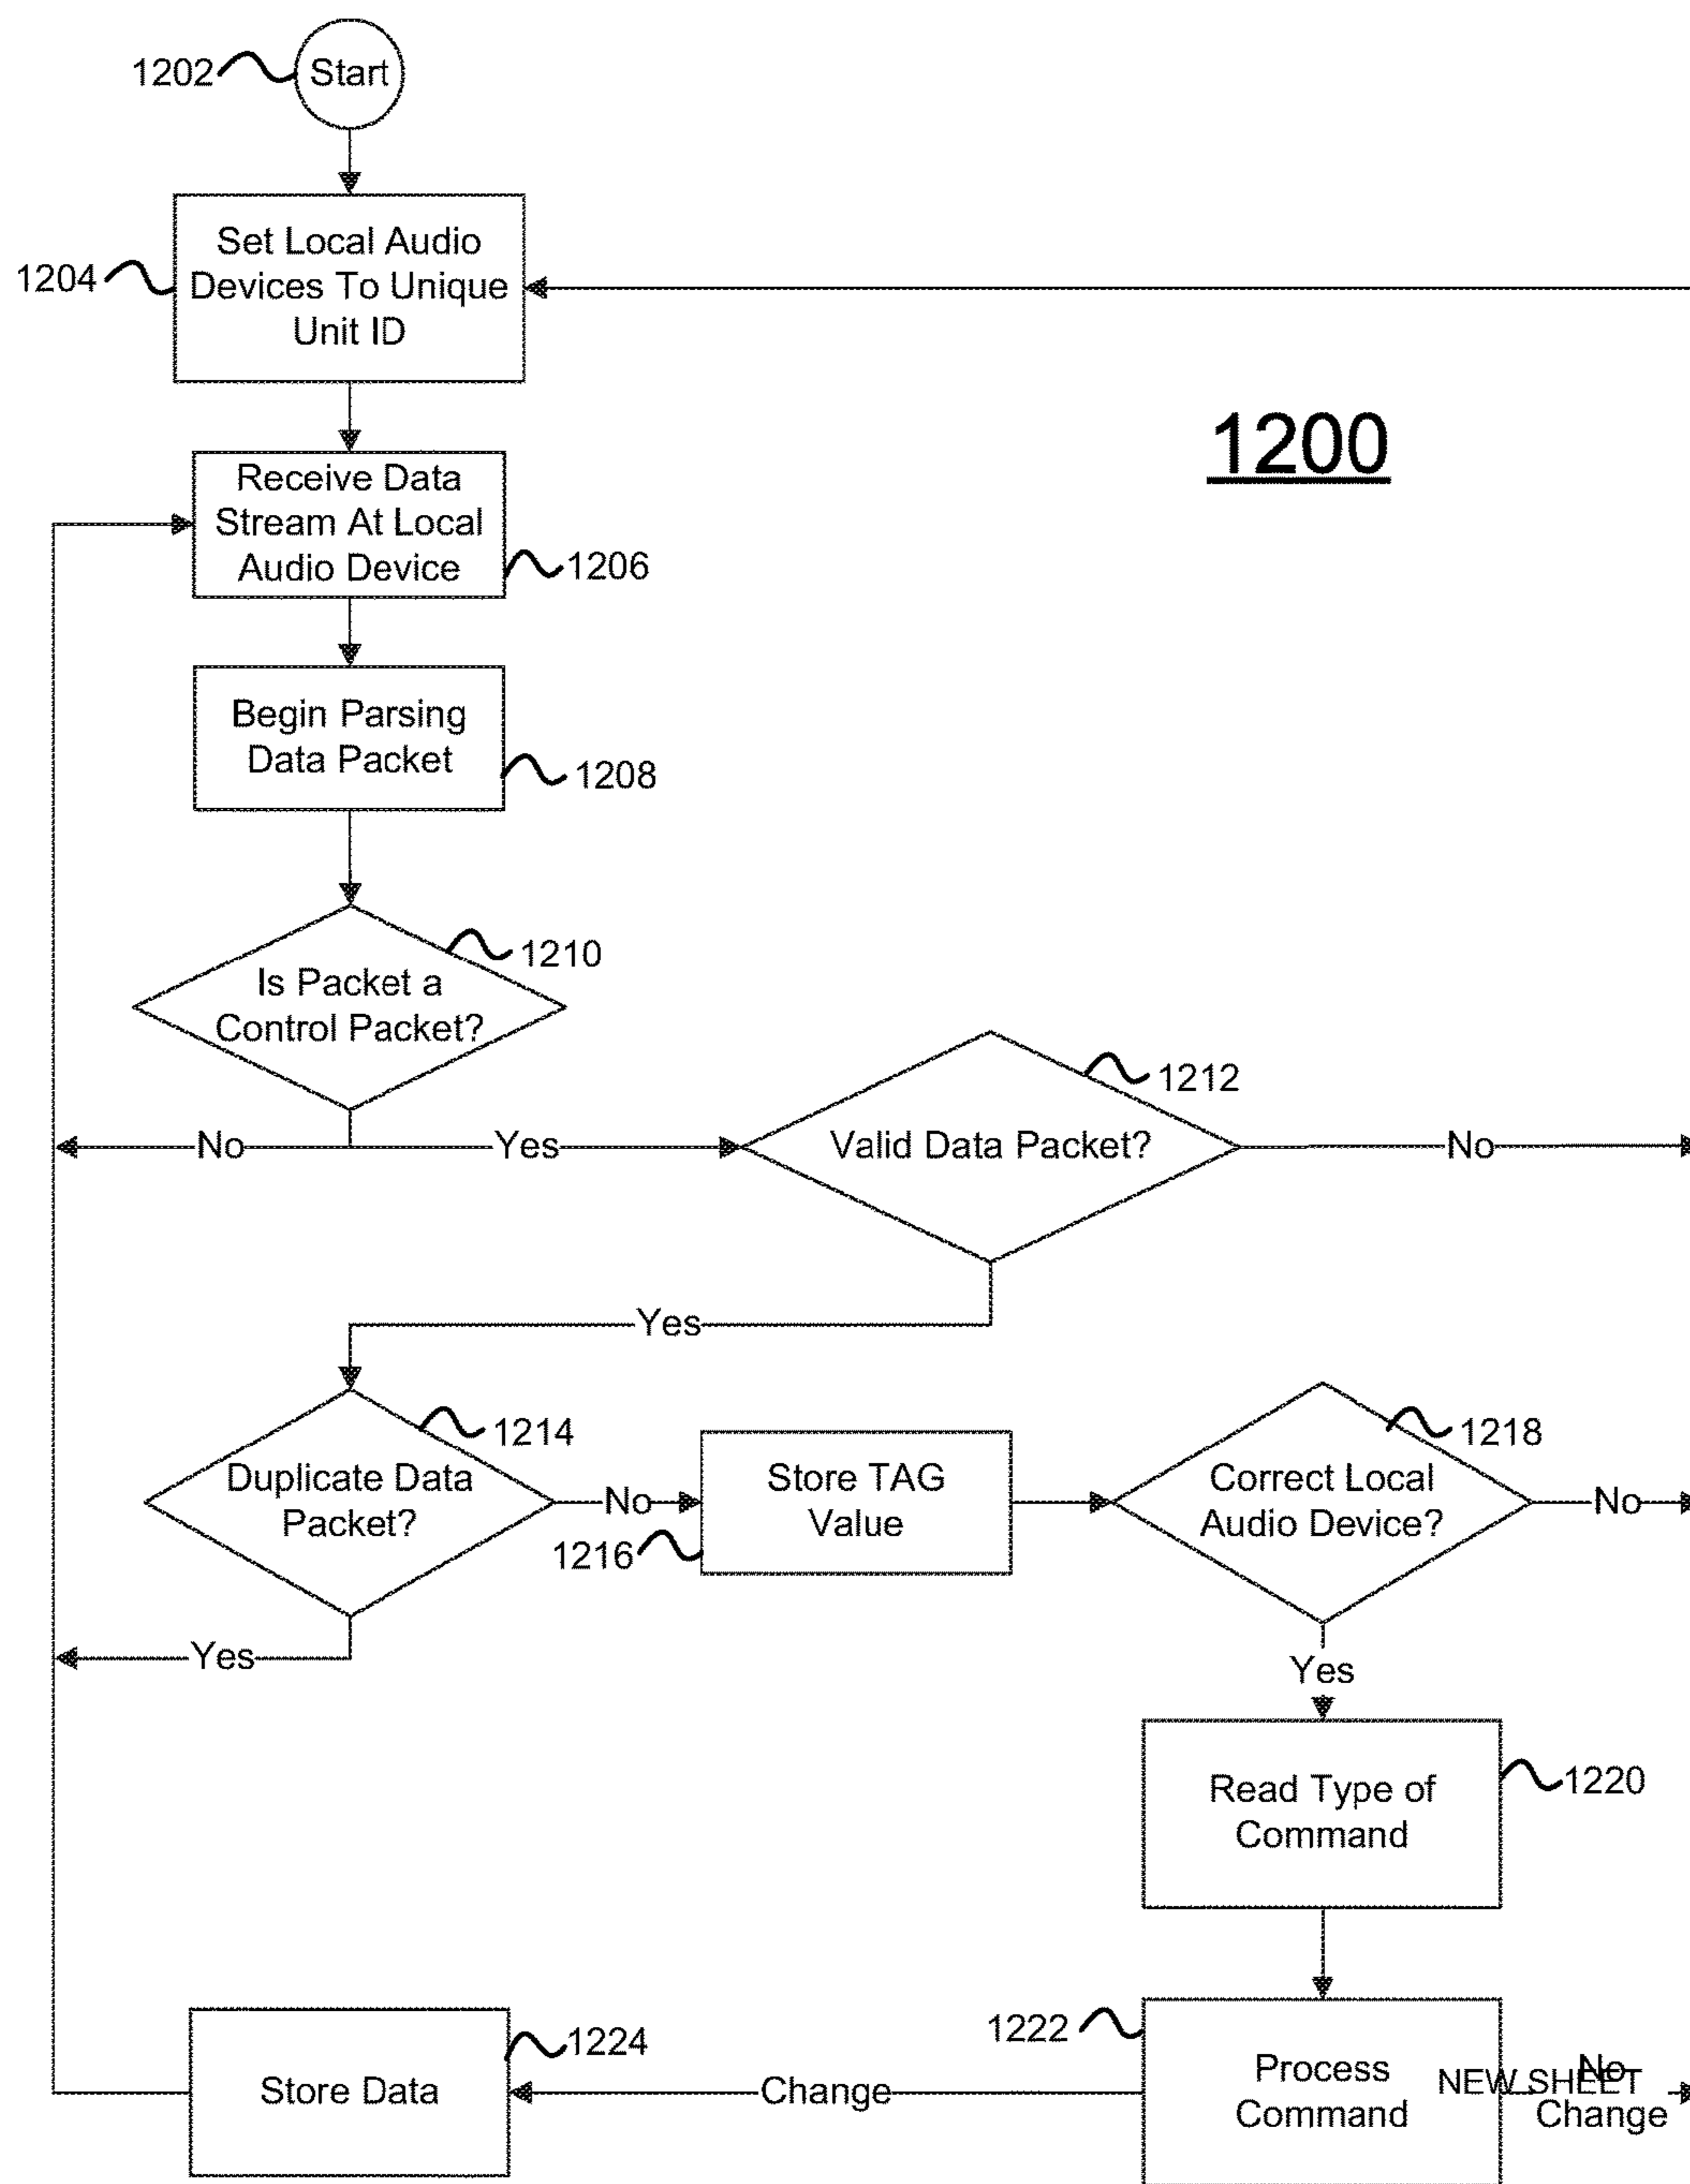 1202
Start
Set Local Audio
Devices To Unique
Unit ID
1204
1200
Receive Data
Stream At Local
Audio Device
1206
Begin Parsing
Data Packet
1208
1210
Is Packet a
Control Packet?
No
Yes
1212
Valid Data Packet?
No
Yes
1214
Duplicate Data
Packet?
No
Store TAG
Value
1216
1218
Correct Local
Audio Device?
No
Yes
Yes
Read Type of
Command
1220
1222
Process
Command
NEW SHEET
No
Change
Change
Store Data
1224